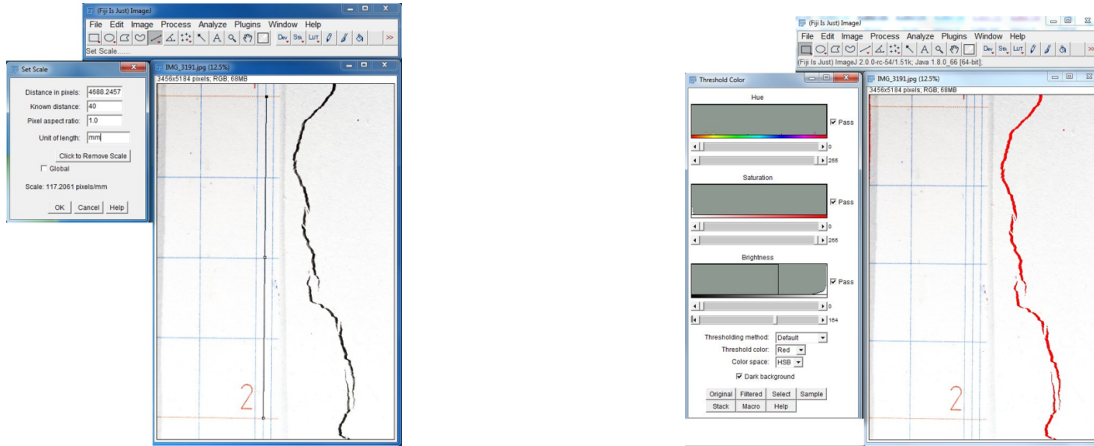 (Fiji Is Just) ImageJ
File Edit Image Process Analyze Plugins Window Help
Dev Stk LUT >>
Set Scale......
Set Scale
Distance in pixels: 4688.2457
Known distance: 40
Pixel aspect ratio: 1.0
Unit of length: mm
Click to Remove Scale
Global
Scale: 117.2061 pixels/mm
OK Cancel Help
IMG_3191.jpg (12.5%)
3456x5184 pixels; RGB; 68MB
2
(Fiji Is Just) ImageJ
File Edit Image Process Analyze Plugins Window Help
Dev Stk LUT >>
(Fiji Is Just) ImageJ 2.0.0-rc-54/1.51k; Java 1.8.0_66 [64-bit];
Threshold Color
Hue
Pass
0
255
Saturation
Pass
0
255
Brightness
Pass
0
164
Thresholding method: Default
Threshold color: Red
Color space: HSB
Dark background
Original Filtered Select Sample
Stack Macro Help
IMG_3191.jpg (12.5%)
3456x5184 pixels; RGB; 68MB
2